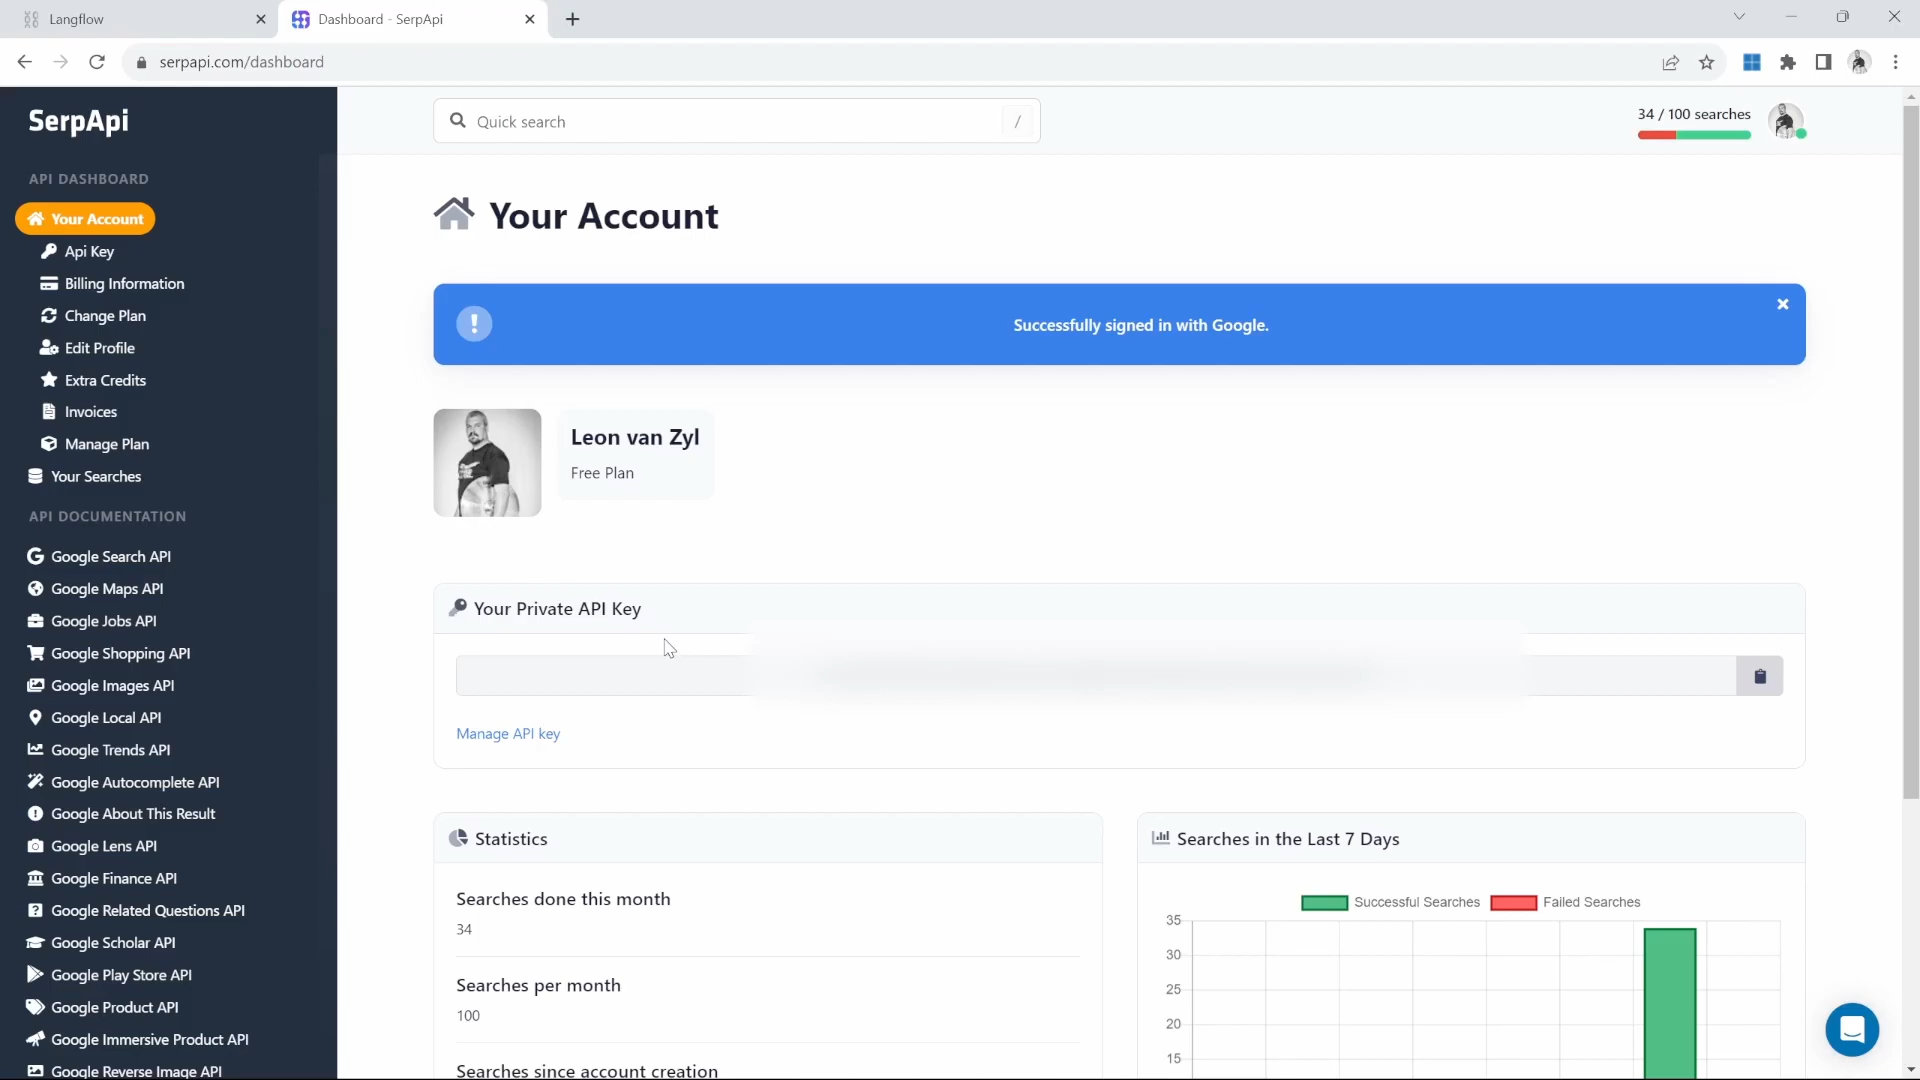 Langflow
Dashboard - SerpApi
serpapi.com/dashboard
SerpApi
Quick search
/
34 / 100 searches
API DASHBOARD
Your Account
Api Key
Billing Information
Change Plan
Edit Profile
Extra Credits
Invoices
Manage Plan
Your Searches
API DOCUMENTATION
Google Search API
Google Maps API
Google Jobs API
Google Shopping API
Google Images API
Google Local API
Google Trends API
Google Autocomplete API
Google About This Result
Google Lens API
Google Finance API
Google Related Questions API
Google Scholar API
Google Play Store API
Google Product API
Google Immersive Product API
Google Reverse Image API
Your Account
Successfully signed in with Google.
Leon van Zyl
Free Plan
Your Private API Key
Manage API key
Statistics
Searches done this month
34
Searches per month
100
Searches since account creation
Searches in the Last 7 Days
Successful Searches
Failed Searches
35
30
25
20
15